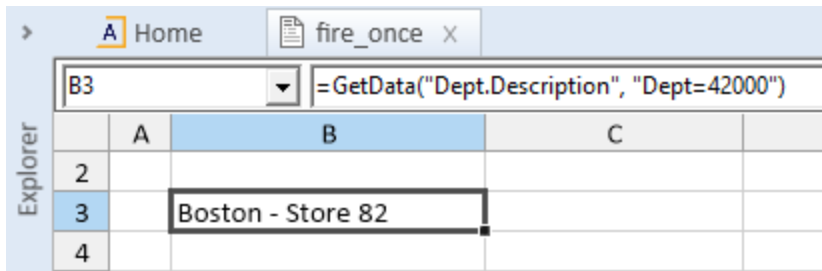 > A Home fire_once X
B3 =GetData("Dept.Description", "Dept=42000")
A B C
2
3 Boston - Store 82
4
Explorer